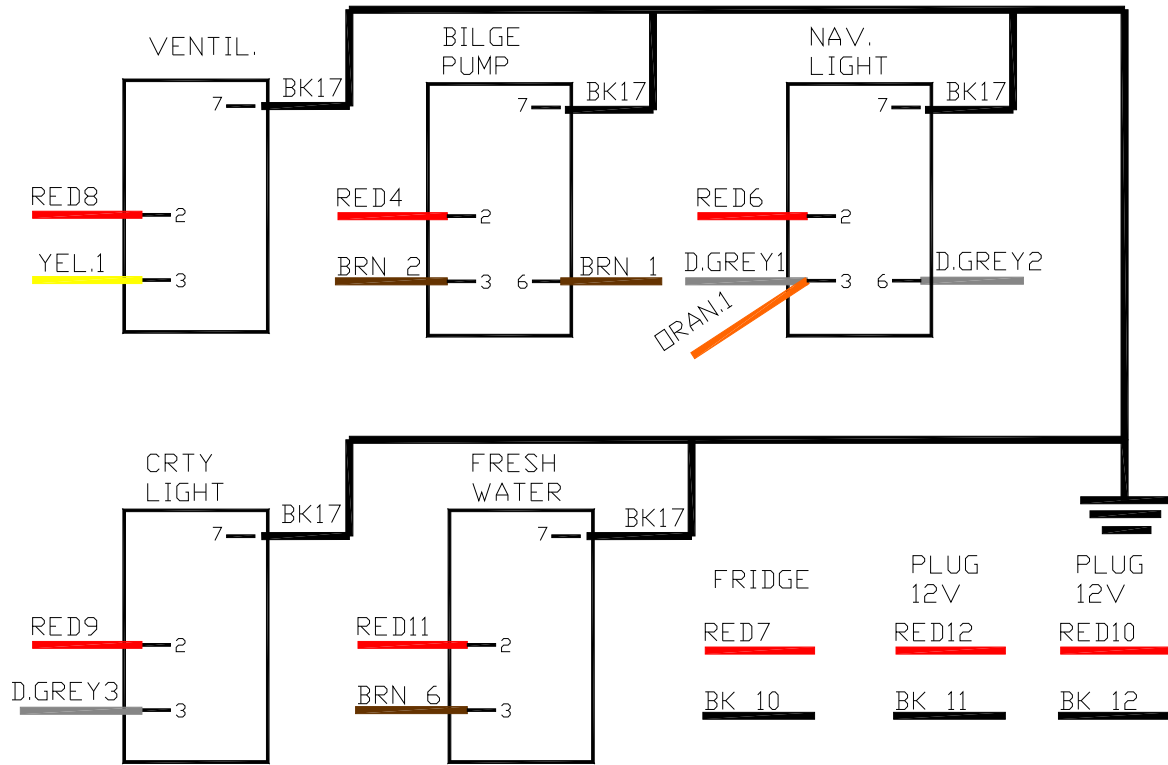 VENTIL.
7
BK17
RED8
2
YEL.1
3
BILGE
PUMP
7
BK17
RED4
2
BRN 2
3
6
BRN 1
NAV.
LIGHT
7
BK17
RED6
2
D.GREY1
3
6
D.GREY2
ORAN.1
CRTY
LIGHT
7
BK17
RED9
2
D.GREY3
3
FRESH
WATER
7
BK17
RED11
2
BRN 6
3
FRIDGE
RED7
BK 10
PLUG
12V
RED12
BK 11
PLUG
12V
RED10
BK 12